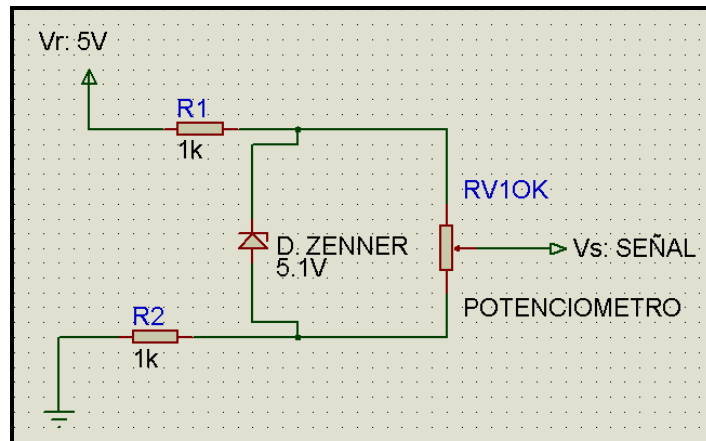 Vr: 5V
R1
1k
RV1OK
D. ZENNER
5.1V
Vs: SEÑAL
POTENCIOMETRO
R2
1k